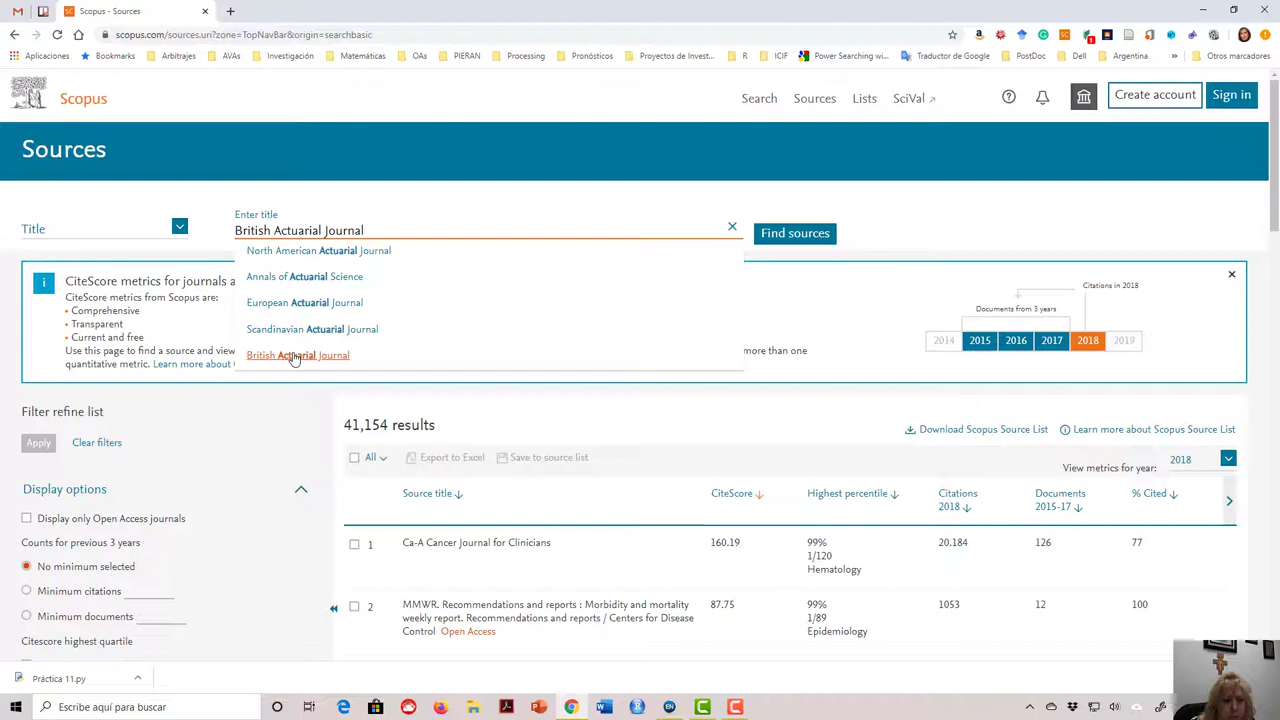 Scopus - Sources
scopus.com/sources.uri?zone=TopNavBar&origin=searchbasic
Aplicaciones
Bookmarks
Arbitrajes
AVAs
Investigación
Matemáticas
OAs
PIERAN
Processing
Pronósticos
Proyectos de Invest...
R
ICIF
Power Searching wi...
Traductor de Google
PostDoc
Dell
Argentina
»
Otros marcadores
Scopus
Search
Sources
Lists
SciVal ↗
Create account
Sign in
Sources
Title
Enter title
British Actuarial Journal
Find sources
North American Actuarial Journal
Annals of Actuarial Science
European Actuarial Journal
Scandinavian Actuarial Journal
British Actuarial Journal
i
CiteScore metrics for journals a
CiteScore metrics from Scopus are:
• Comprehensive
• Transparent
• Current and free
Use this page to find a source and view
more than one
quantitative metric. Learn more about
Citations in 2018
Documents from 3 years
2014
2015
2016
2017
2018
2019
Filter refine list
Apply
Clear filters
Display options
Display only Open Access journals
Counts for previous 3 years
No minimum selected
Minimum citations
Minimum documents
Citescore highest quartile
41,154 results
Download Scopus Source List
Learn more about Scopus Source List
All
Export to Excel
Save to source list
View metrics for year:
2018
Source title ↓
CiteScore ↓
Highest percentile ↓
Citations
2018 ↓
Documents
2015-17 ↓
% Cited ↓
1
Ca-A Cancer Journal for Clinicians
160.19
99%
1/120
Hematology
20.184
126
77
2
MMWR. Recommendations and reports : Morbidity and mortality
weekly report. Recommendations and reports / Centers for Disease
Control Open Access
87.75
99%
1/89
Epidemiology
1053
12
100
Práctica 11.py
Escribe aquí para buscar